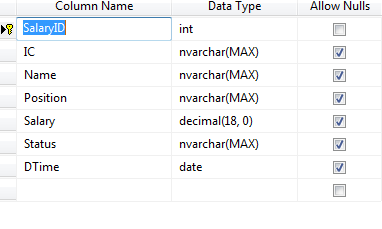 Column Name Data Type Allow Nulls
SalaryID int
IC nvarchar(MAX)
Name nvarchar(MAX)
Position nvarchar(MAX)
Salary decimal(18, 0)
Status nvarchar(MAX)
DTime date